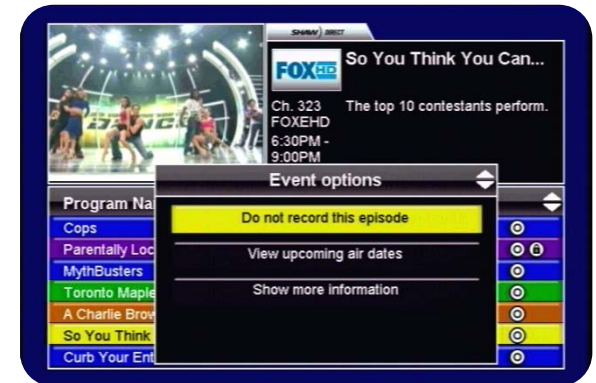 SHAW) DIRECT
FOX HD
So You Think You Can...
Ch. 323
FOXEHD
6:30PM -
9:00PM
The top 10 contestants perform.
Event options
Program Na
Do not record this episode
View upcoming air dates
Show more information
Cops
Parentally Loc
MythBusters
Toronto Maple
A Charlie Brow
So You Think
Curb Your Ent